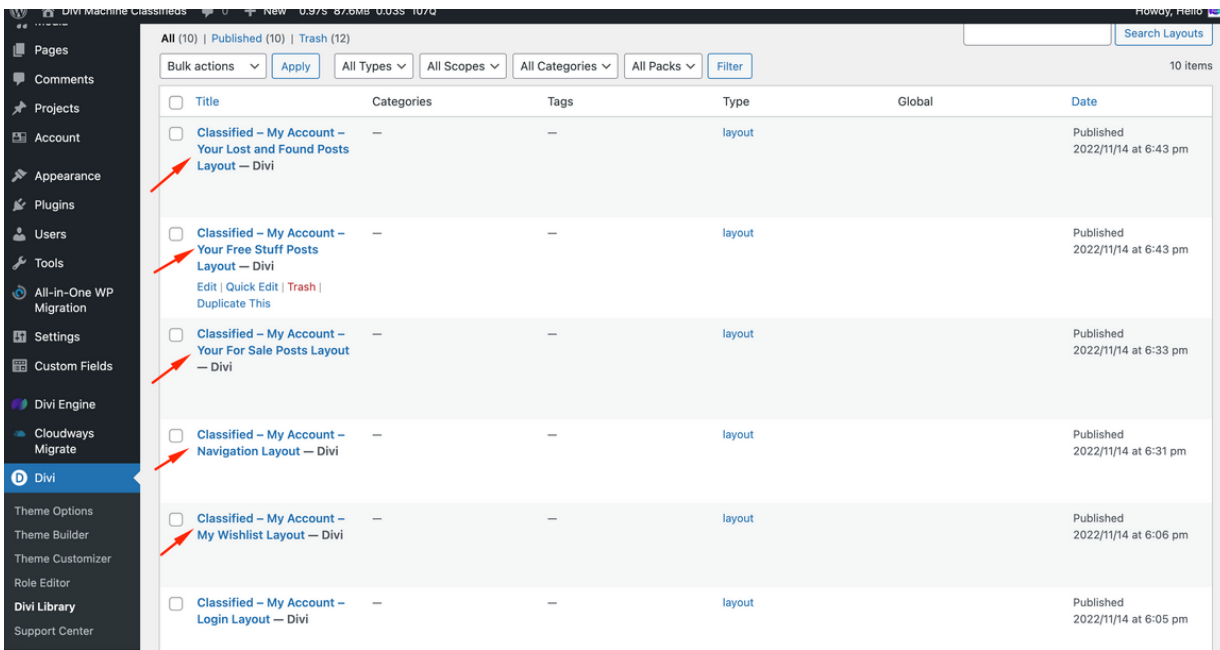 Divi Machine Classifieds 0 + New 0.97S 87.6MB 0.03S 107Q Howdy, Hello
Media
Pages
Comments
Projects
Account
Appearance
Plugins
Users
Tools
All-in-One WP
Migration
Settings
Custom Fields
Divi Engine
Cloudways
Migrate
Divi
Theme Options
Theme Builder
Theme Customizer
Role Editor
Divi Library
Support Center
All (10) | Published (10) | Trash (12)
Search Layouts
Bulk actions Apply All Types All Scopes All Categories All Packs Filter 10 items
Title Categories Tags Type Global Date
Classified – My Account – — — layout Published
Your Lost and Found Posts 2022/11/14 at 6:43 pm
Layout — Divi
Classified – My Account – — — layout Published
Your Free Stuff Posts 2022/11/14 at 6:43 pm
Layout — Divi
Edit | Quick Edit | Trash |
Duplicate This
Classified – My Account – — — layout Published
Your For Sale Posts Layout 2022/11/14 at 6:33 pm
— Divi
Classified – My Account – — — layout Published
Navigation Layout — Divi 2022/11/14 at 6:31 pm
Classified – My Account – — — layout Published
My Wishlist Layout — Divi 2022/11/14 at 6:06 pm
Classified – My Account – — — layout Published
Login Layout — Divi 2022/11/14 at 6:05 pm